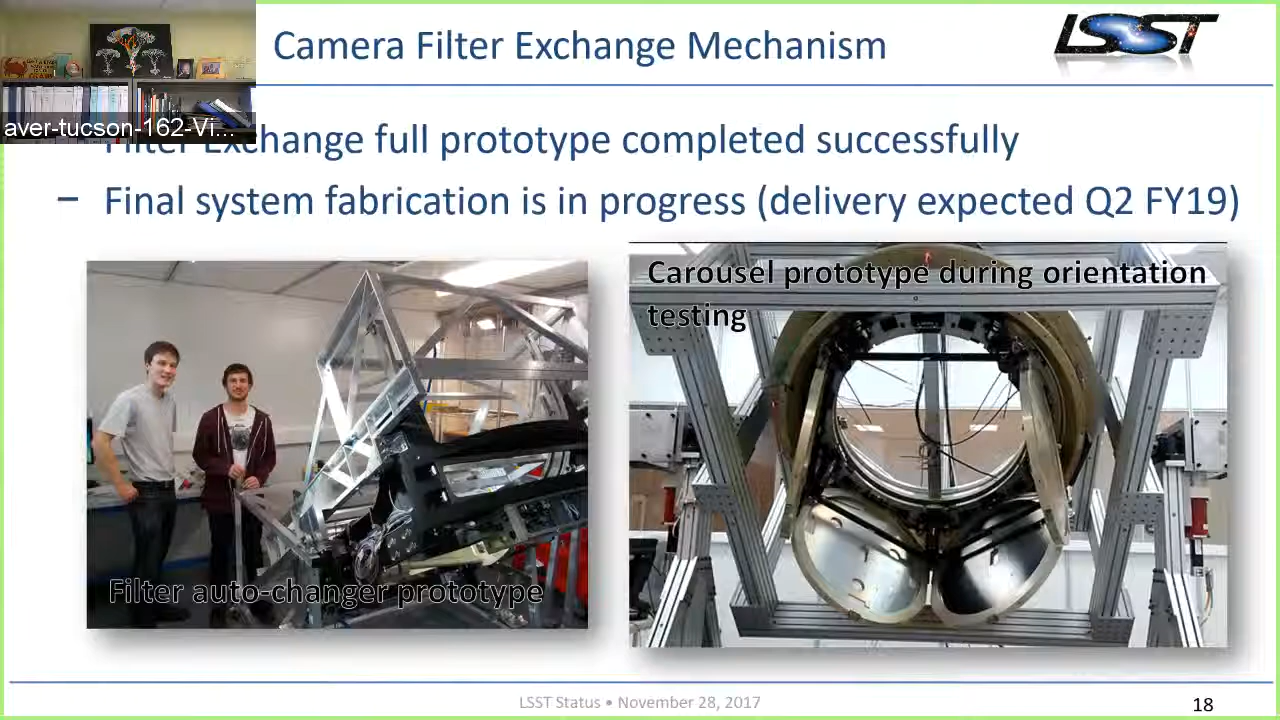 Camera Filter Exchange Mechanism
LSST
aver-tucson-162-Vi...
Filter Exchange full prototype completed successfully
– Final system fabrication is in progress (delivery expected Q2 FY19)
Carousel prototype during orientation
testing
Filter auto-changer prototype
LSST Status • November 28, 2017
18